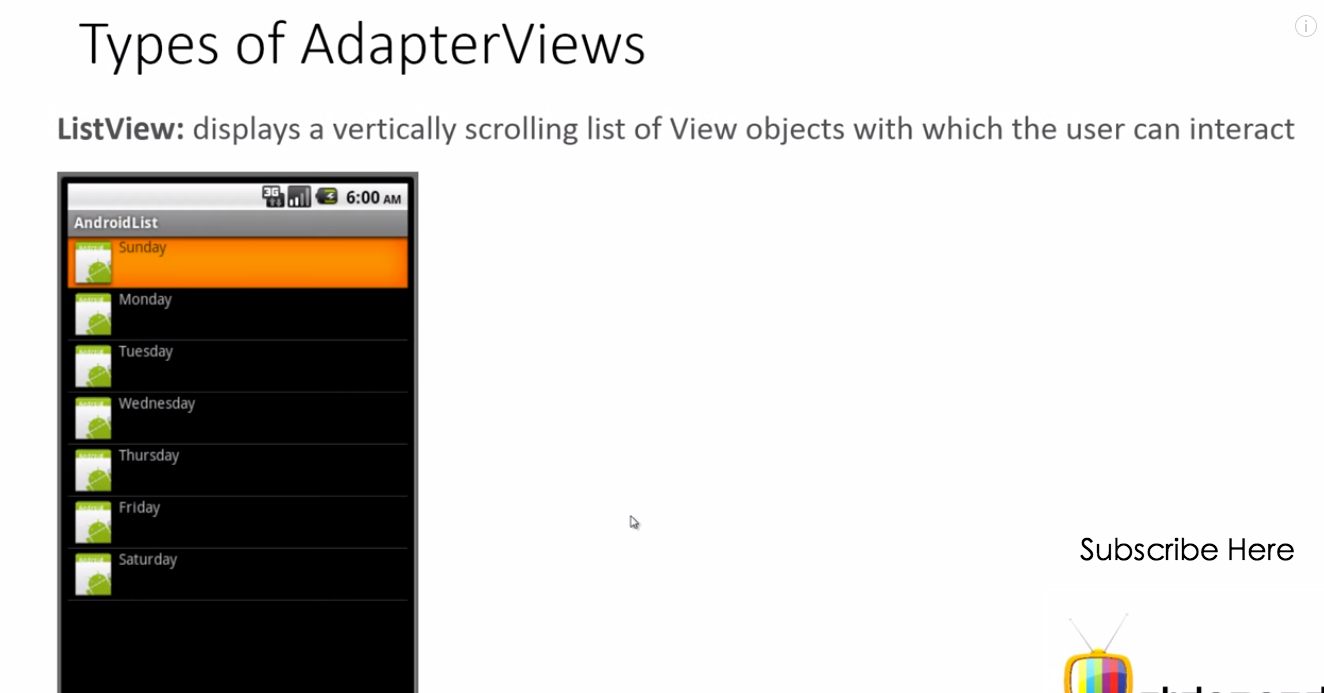 Types of AdapterViews
ListView: displays a vertically scrolling list of View objects with which the user can interact
3G 6:00 AM
AndroidList
Sunday
Monday
Tuesday
Wednesday
Thursday
Friday
Saturday
Subscribe Here